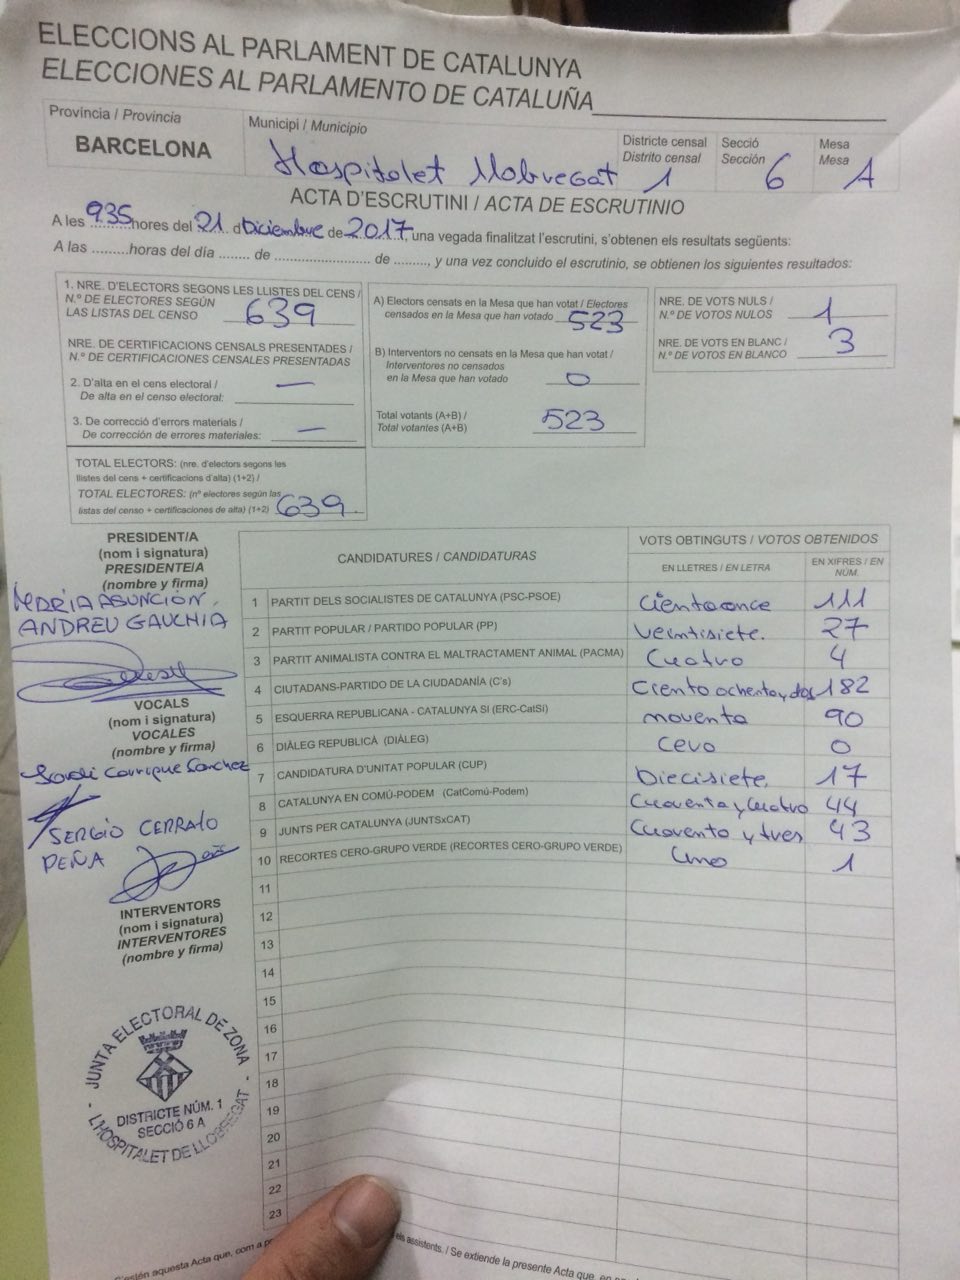 ELECCIONS AL PARLAMENT DE CATALUNYA
ELECCIONES AL PARLAMENTO DE CATALUÑA
Província / Provincia
BARCELONA
Municipi / Municipio
Hospitalet Llobregat
Districte censal
Distrito censal
1
Secció
Sección
6
Mesa
Mesa
A
ACTA D'ESCRUTINI / ACTA DE ESCRUTINIO
A les 935 hores del 21 d Diciembre de 2017, una vegada finalitzat l'escrutini, s'obtenen els resultats següents:
A las .........horas del día ........ de ........................ de ........., y una vez concluido el escrutinio, se obtienen los siguientes resultados:
1. NRE. D'ELECTORS SEGONS LES LLISTES DEL CENS /
N.º DE ELECTORES SEGÚN
LAS LISTAS DEL CENSO 639
NRE. DE CERTIFICACIONS CENSALS PRESENTADES /
N.º DE CERTIFICACIONES CENSALES PRESENTADAS
2. D'alta en el cens electoral /
De alta en el censo electoral: —
3. De correcció d'errors materials /
De corrección de errores materiales: —
TOTAL ELECTORS: (nre. d'electors segons les
llistes del cens + certificacions d'alta) (1+2) /
TOTAL ELECTORES: (nº electores según las
listas del censo + certificaciones de alta) (1+2) 639
A) Electors censats en la Mesa que han votat / Electores
censados en la Mesa que han votado 523
B) Interventors no censats en la Mesa que han votat /
Interventores no censados
en la Mesa que han votado 0
Total votants (A+B) /
Total votantes (A+B) 523
NRE. DE VOTS NULS /
N.º DE VOTOS NULOS 1
NRE. DE VOTS EN BLANC /
N.º DE VOTOS EN BLANCO 3
PRESIDENT/A
(nom i signatura)
PRESIDENTE/A
(nombre y firma)
MARÍA ASUNCIÓN
ANDREU GAUCHIA
VOCALS
(nom i signatura)
VOCALES
(nombre y firma)
Sánchez
SERGIO CERRATO
PEÑA
INTERVENTORS
(nom i signatura)
INTERVENTORES
(nombre y firma)
JUNTA ELECTORAL DE ZONA
DISTRICTE NÚM. 1
SECCIÓ 6 A
L'HOSPITALET DE LLOBREGAT
CANDIDATURES / CANDIDATURAS
VOTS OBTINGUTS / VOTOS OBTENIDOS
EN LLETRES / EN LETRA
EN XIFRES / EN NÚM.
1 PARTIT DELS SOCIALISTES DE CATALUNYA (PSC-PSOE) Cientoonce 111
2 PARTIT POPULAR / PARTIDO POPULAR (PP) Veintisiete. 27
3 PARTIT ANIMALISTA CONTRA EL MALTRACTAMENT ANIMAL (PACMA) Cuatro 4
4 CIUTADANS-PARTIDO DE LA CIUDADANÍA (C's) Ciento ochenta y dos 182
5 ESQUERRA REPUBLICANA - CATALUNYA SI (ERC-CatSi) noventa 90
6 DIÀLEG REPUBLICÀ (DIÀLEG) Cero 0
7 CANDIDATURA D'UNITAT POPULAR (CUP) Diecisiete, 17
8 CATALUNYA EN COMÚ-PODEM (CatComú-Podem) Cuarenta y Cuatro 44
9 JUNTS PER CATALUNYA (JUNTSxCAT) Cuarenta y tres 43
10 RECORTES CERO-GRUPO VERDE (RECORTES CERO-GRUPO VERDE) Uno 1
11
12
13
14
15
16
17
18
19
20
21
22
23
S'estén aquesta Acta que, com a
els assistents. / Se extiende la presente Acta que, en